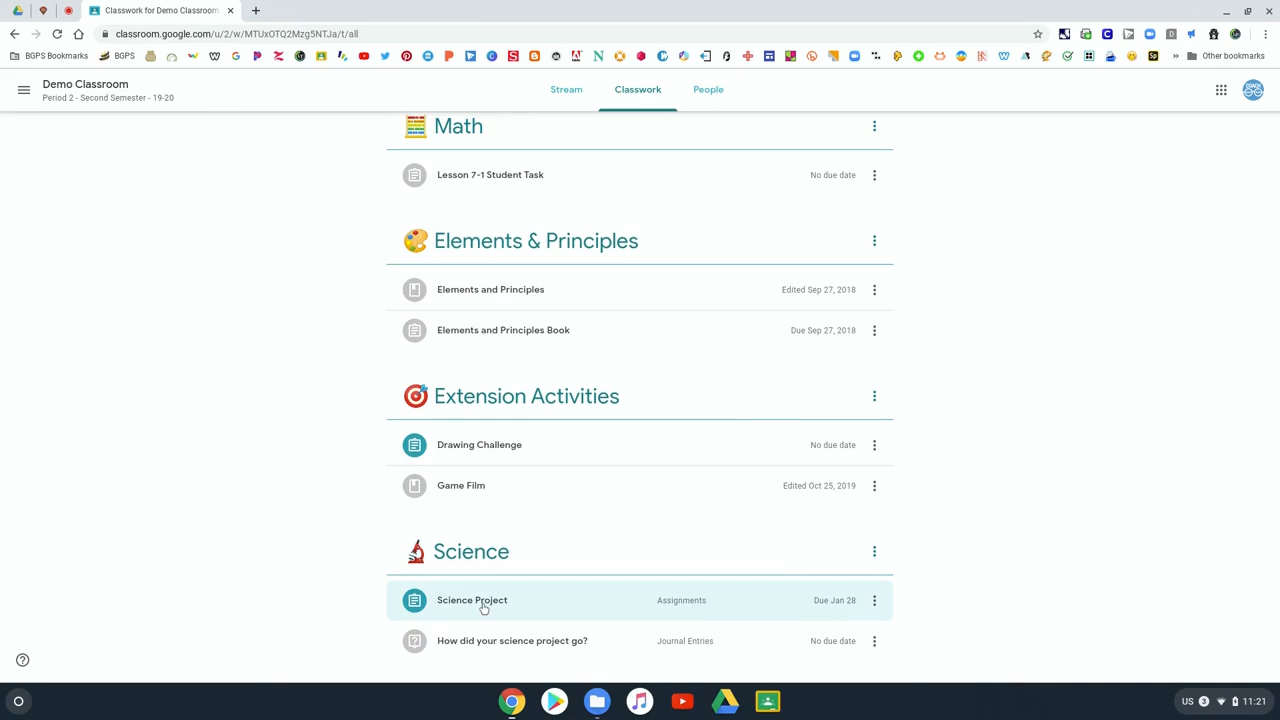 Classwork for Demo Classroom
classroom.google.com/u/2/w/MTUxOTQ2Mzg5NTJa/t/all
BGPS Bookmarks
BGPS
Other bookmarks
Demo Classroom
Period 2 - Second Semester - 19-20
Stream
Classwork
People
Math
Lesson 7-1 Student Task
No due date
Elements & Principles
Elements and Principles
Edited Sep 27, 2018
Elements and Principles Book
Due Sep 27, 2018
Extension Activities
Drawing Challenge
No due date
Game Film
Edited Oct 25, 2019
Science
Science Project
Assignments
Due Jan 28
How did your science project go?
Journal Entries
No due date
US
3
11:21